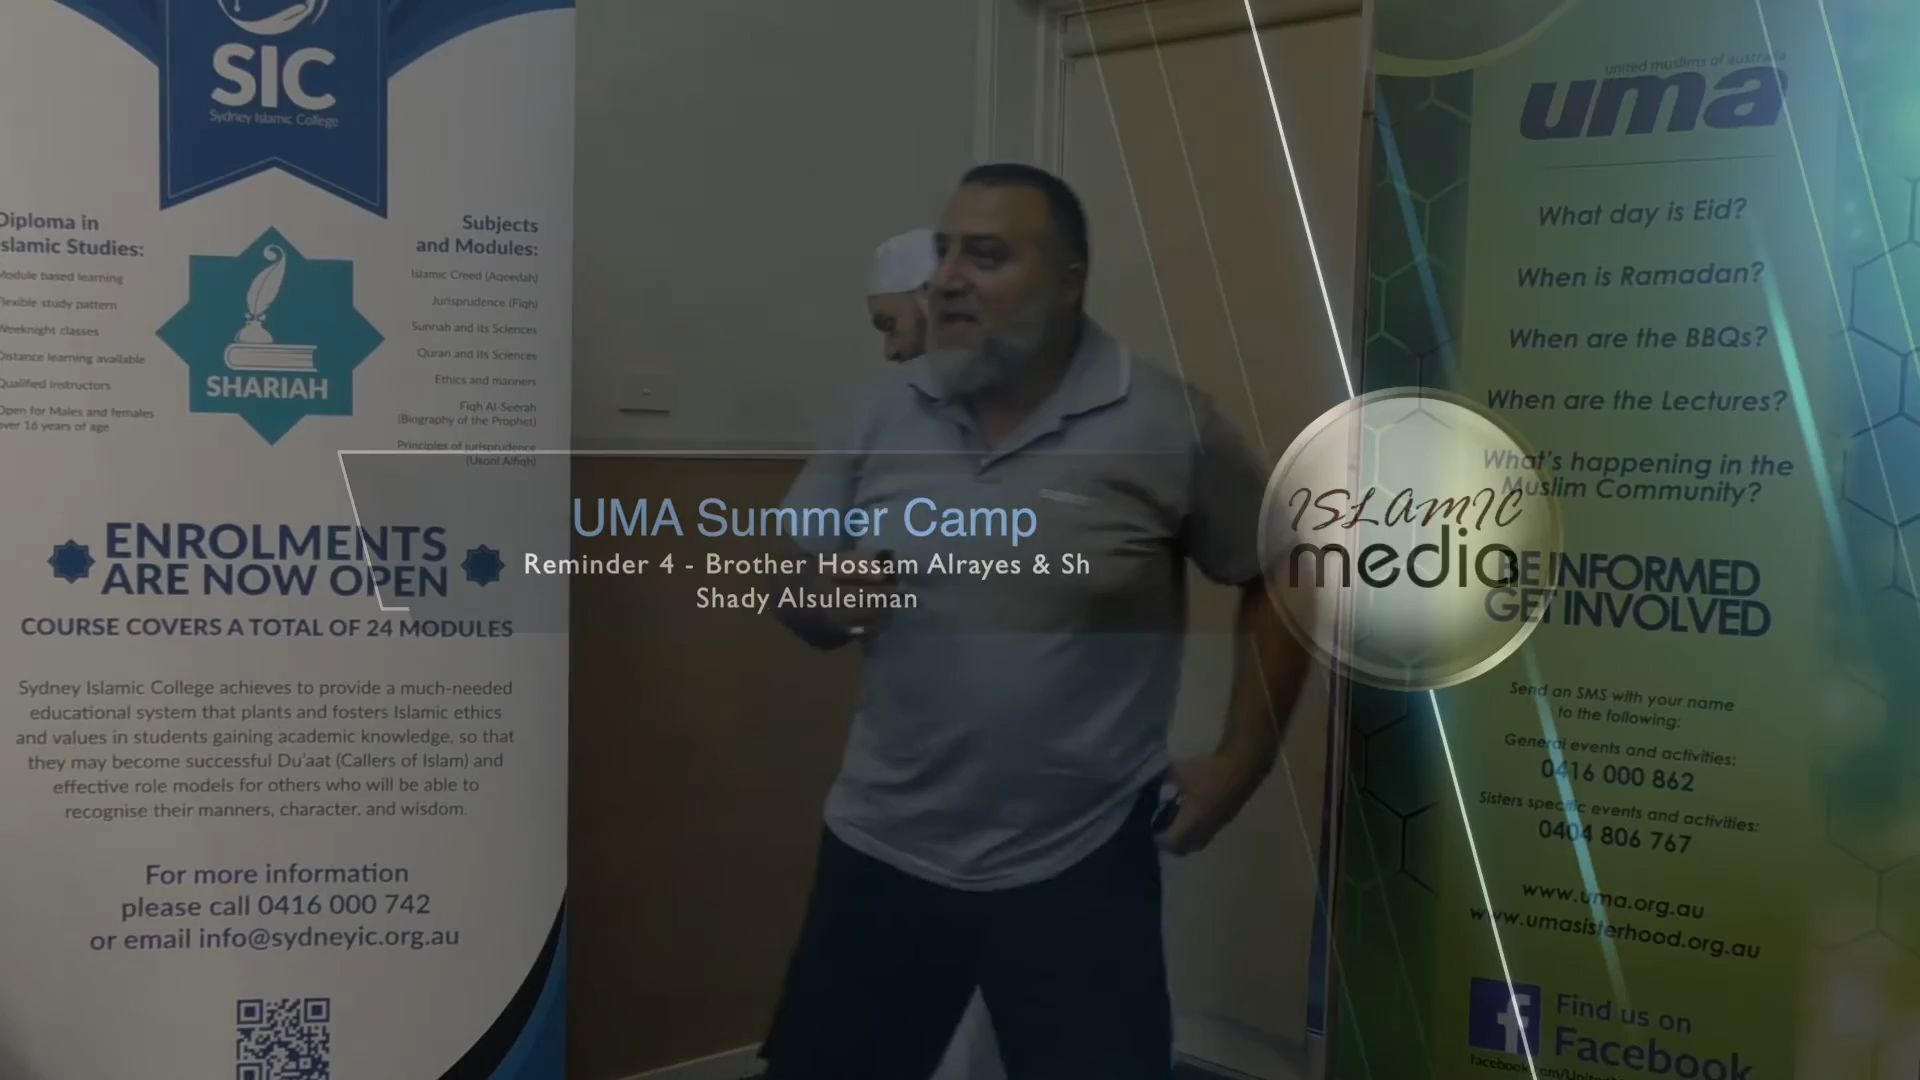 SIC
Sydney Islamic College
Diploma in
Islamic Studies:
Module based learning
Flexible study pattern
Weeknight classes
Distance learning available
Qualified Instructors
Open for Males and females
over 16 years of age
SHARIAH
Subjects
and Modules:
Islamic Creed (Aqeedah)
Jurisprudence (Fiqh)
Sunnah and its Sciences
Quran and its Sciences
Ethics and manners
Fiqh Al-Seerah
(Biography of the Prophet)
Principles of jurisprudence
(Usool Alfiqh)
ENROLMENTS
ARE NOW OPEN
COURSE COVERS A TOTAL OF 24 MODULES
Sydney Islamic College achieves to provide a much-needed
educational system that plants and fosters Islamic ethics
and values in students gaining academic knowledge, so that
they may become successful Du'aat (Callers of Islam) and
effective role models for others who will be able to
recognise their manners, character, and wisdom.
For more information
please call 0416 000 742
or email info@sydneyic.org.au
UMA Summer Camp
Reminder 4 - Brother Hossam Alrayes & Sh
Shady Alsuleiman
ISLAMIC
media
united muslims of australia
uma
What day is Eid?
When is Ramadan?
When are the BBQs?
When are the Lectures?
What's happening in the
Muslim Community?
BE INFORMED
GET INVOLVED
Send an SMS with your name
to the following:
General events and activities:
0416 000 862
Sisters specific events and activities:
0404 806 767
www.uma.org.au
www.umasisterhood.org.au
Find us on
Facebook